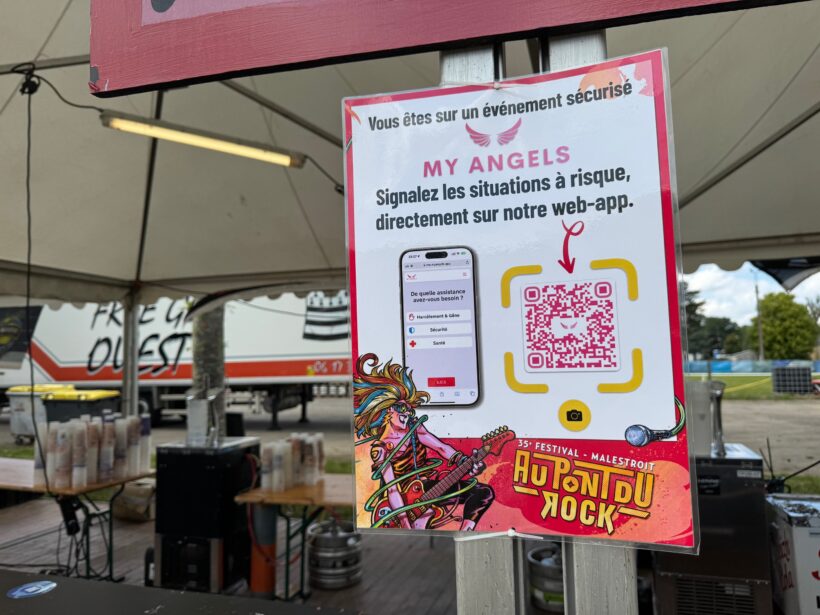 Vous êtes sur un événement sécurisé
MY ANGELS
Signalez les situations à risque,
directement sur notre web-app.
De quelle assistance
avez-vous besoin ?
Harcèlement & Gêne
Sécurité
Santé
35e FESTIVAL - MALESTROIT
AU PONT DU
ROCK
OUEST